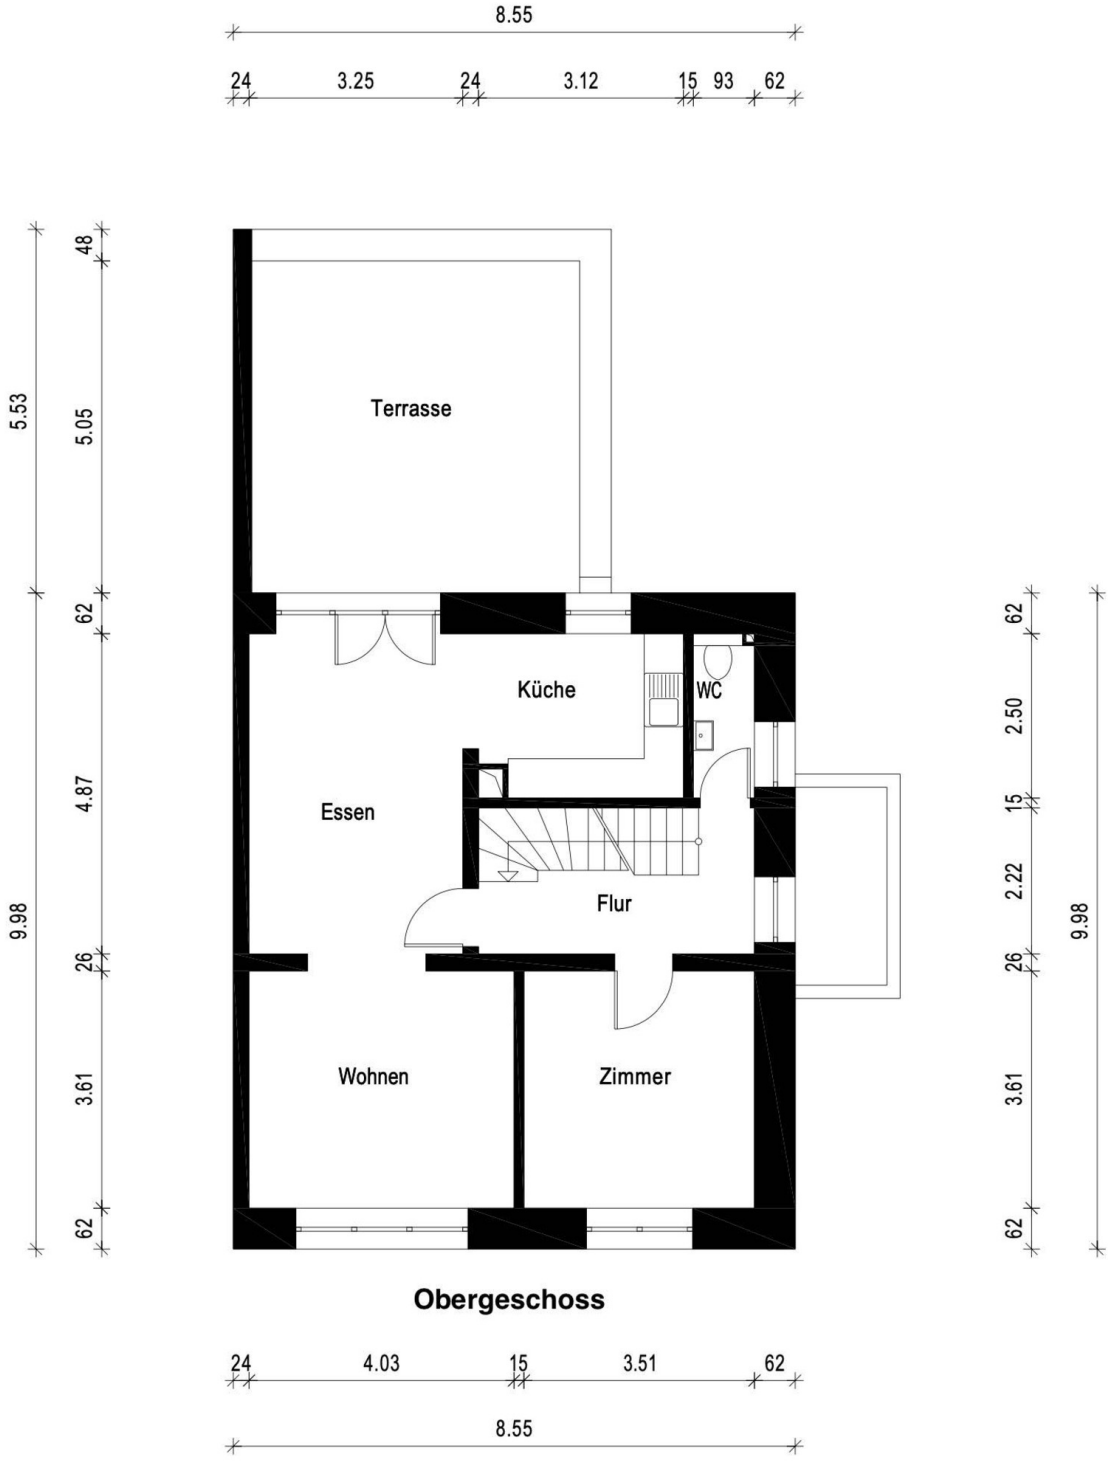 8.55
24 3.25 24 3.12 15 93 62
48
5.53
5.05
Terrasse
62
62
Küche
WC
2.50
4.87
Essen
15
2.22
Flur
9.98
9.98
26
26
Wohnen
Zimmer
3.61
3.61
62
62
Obergeschoss
24 4.03 15 3.51 62
8.55